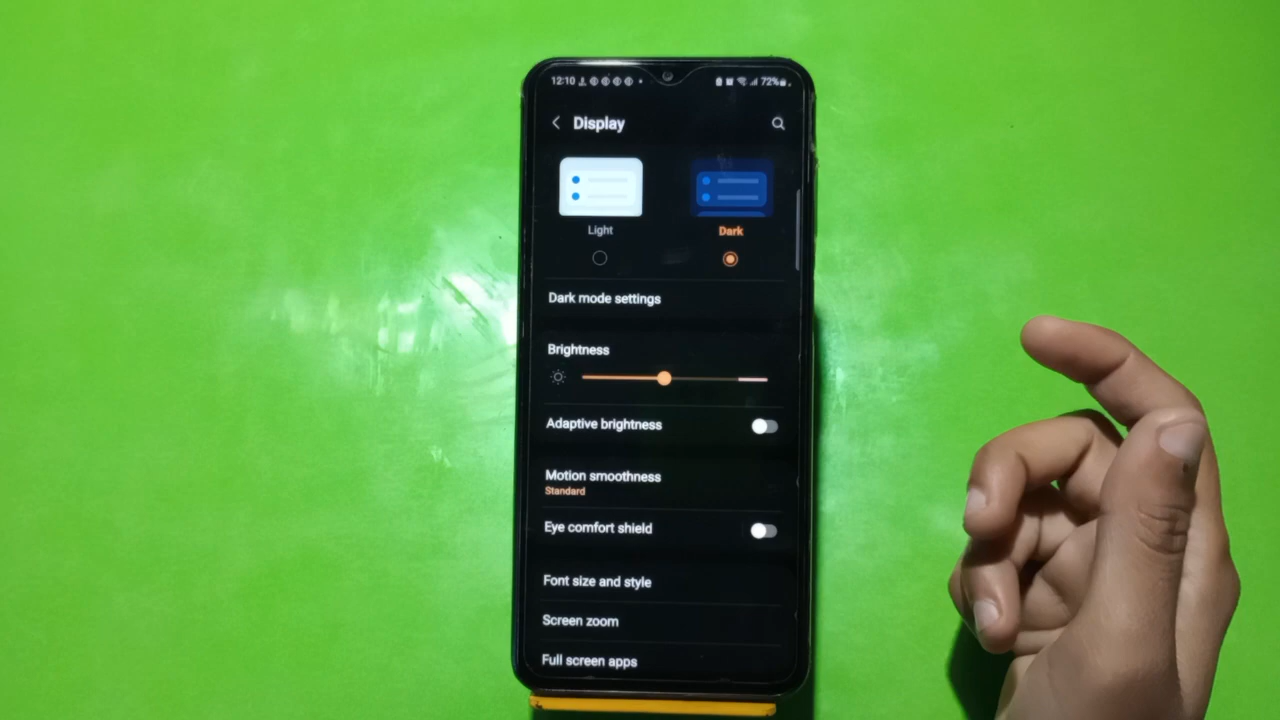 12:10
72%
Display
Light
Dark
Dark mode settings
Brightness
Adaptive brightness
Motion smoothness
Standard
Eye comfort shield
Font size and style
Screen zoom
Full screen apps